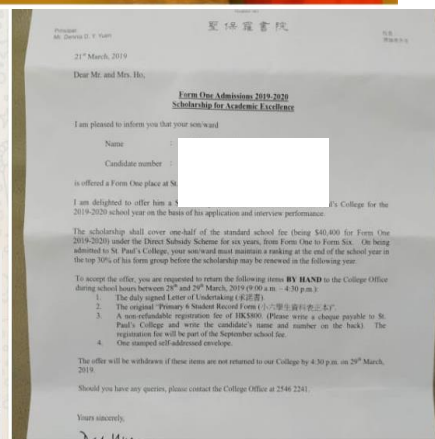 聖保羅書院
Principal:
Mr. Dennis D. Y. Yuen
21st March, 2019
Dear Mr. and Mrs. Ho,
Form One Admissions 2019-2020
Scholarship for Academic Excellence
I am pleased to inform you that your son/ward
Name :
Candidate number :
is offered a Form One place at St.
I am delighted to offer him a S 's College for the
2019-2020 school year on the basis of his application and interview performance.
The scholarship shall cover one-half of the standard school fee (being $40,400 for Form One
2019-2020) under the Direct Subsidy Scheme for six years, from Form One to Form Six. On being
admitted to St. Paul's College, your son/ward must maintain a ranking at the end of the school year in
the top 30% of his form group before the scholarship may be renewed in the following year.
To accept the offer, you are requested to return the following items BY HAND to the College Office
during school hours between 28th and 29th March, 2019 (9:00 a.m. – 4:30 p.m.):
1. The duly signed Letter of Undertaking (承諾書).
2. The original "Primary 6 Student Record Form (小六學生資料表正本)".
3. A non-refundable registration fee of HK$800. (Please write a cheque payable to St.
Paul's College and write the candidate's name and number on the back). The
registration fee will be part of the September school fee.
4. One stamped self-addressed envelope.
The offer will be withdrawn if these items are not returned to our College by 4:30 p.m. on 29th March,
2019.
Should you have any queries, please contact the College Office at 2546 2241.
Yours sincerely,